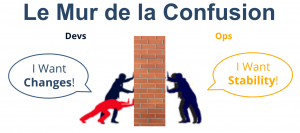 Le Mur de la Confusion
Devs
Ops
I Want
Changes!
I Want
Stability!